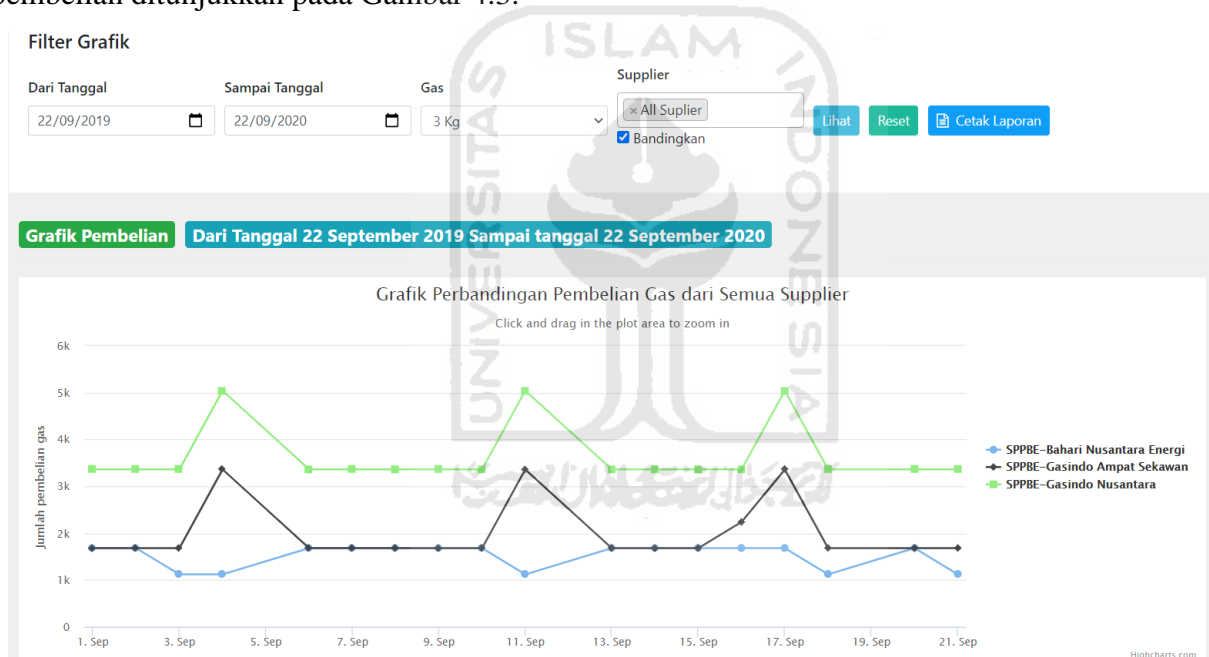 pembelian ditunjukkan pada Gambar 4.3.
Filter Grafik
Dari Tanggal
Sampai Tanggal
Gas
Supplier
22/09/2019
22/09/2020
3 Kg
× All Suplier
Bandingkan
Lihat
Reset
Cetak Laporan
Grafik Pembelian
Dari Tanggal 22 September 2019 Sampai tanggal 22 September 2020
Grafik Perbandingan Pembelian Gas dari Semua Supplier
Click and drag in the plot area to zoom in
Jumlah pembelian gas
6k
5k
4k
3k
2k
1k
0
1. Sep
3. Sep
5. Sep
7. Sep
9. Sep
11. Sep
13. Sep
15. Sep
17. Sep
19. Sep
21. Sep
SPPBE-Bahari Nusantara Energi
SPPBE-Gasindo Ampat Sekawan
SPPBE-Gasindo Nusantara
Highcharts.com
UNIVERSITAS
ISLAM
INDONESIA